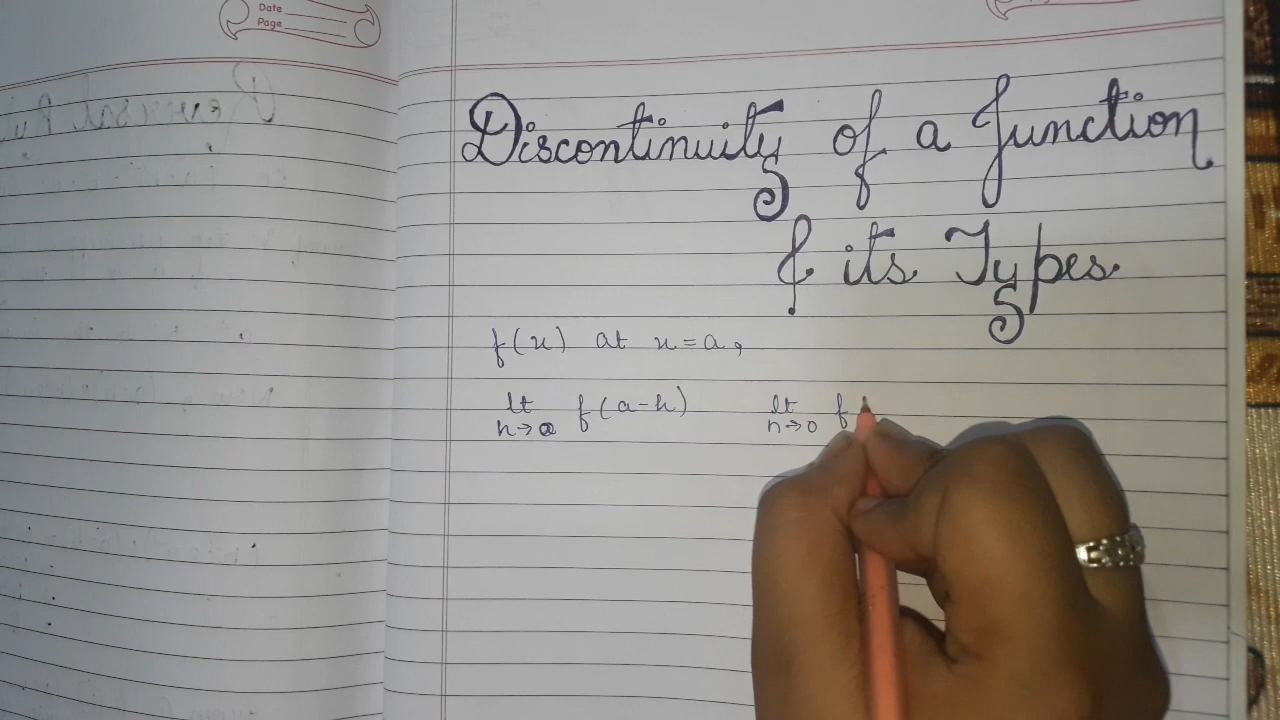 Date
Page
Discontinuity of a function
& its Types
f(x) at x=a,
lt f(a-h) lt f
h→0 h→0